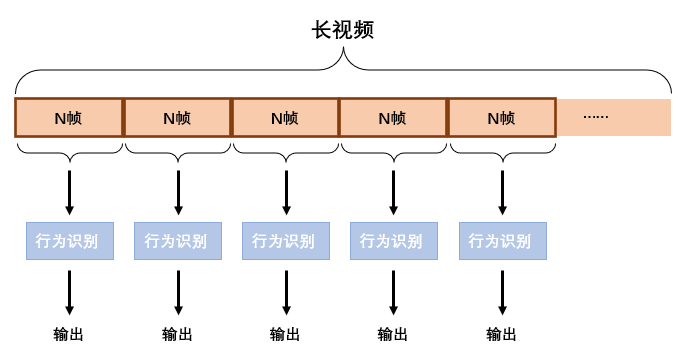 长视频
N帧 N帧 N帧 N帧 N帧 ……
行为识别 行为识别 行为识别 行为识别 行为识别
输出 输出 输出 输出 输出